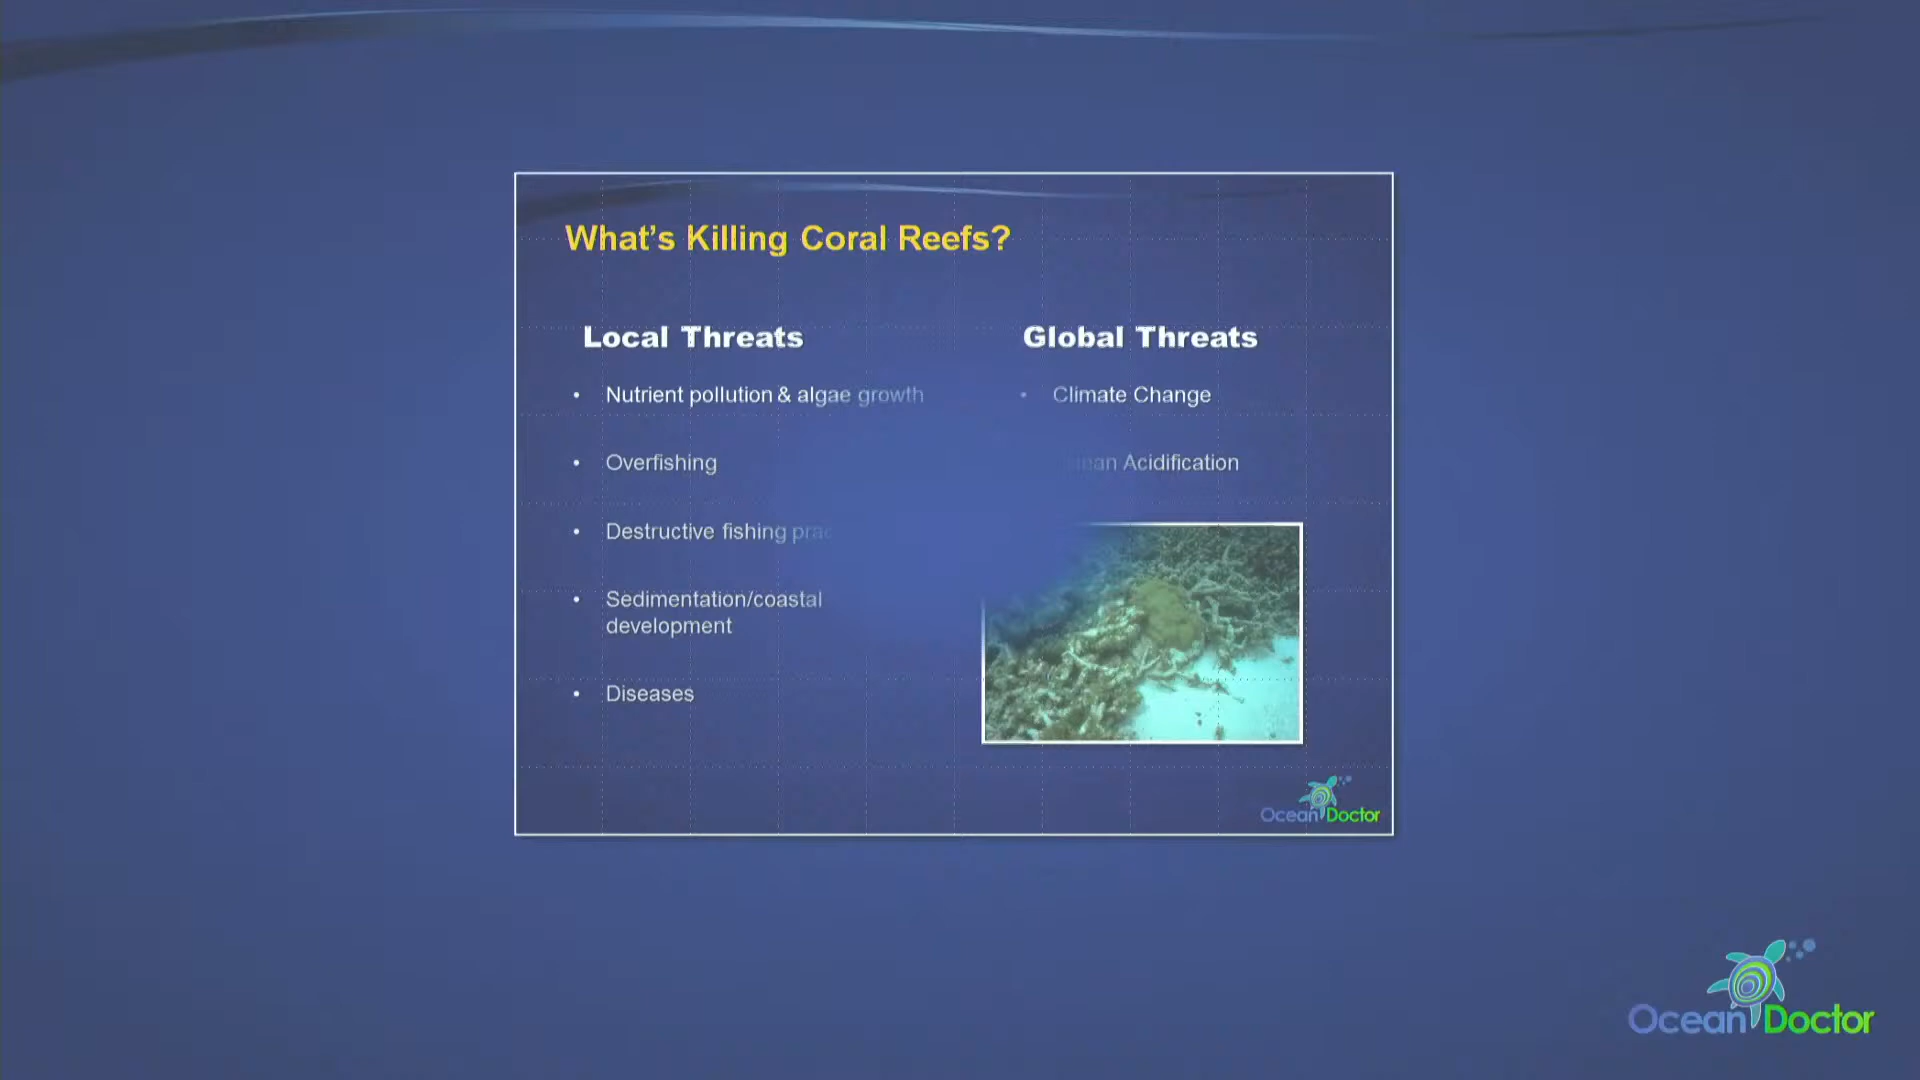 What's Killing Coral Reefs?
Local Threats
• Nutrient pollution & algae growth
• Overfishing
• Destructive fishing
• Sedimentation/coastal
development
• Diseases
Global Threats
• Climate Change
Acidification
Ocean Doctor
Ocean Doctor